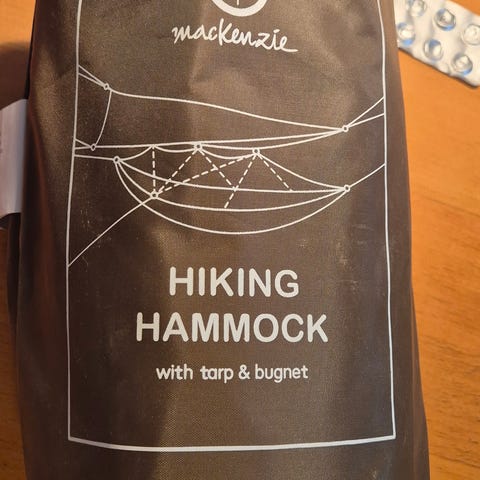 mackenzie
HIKING
HAMMOCK
with tarp & bugnet